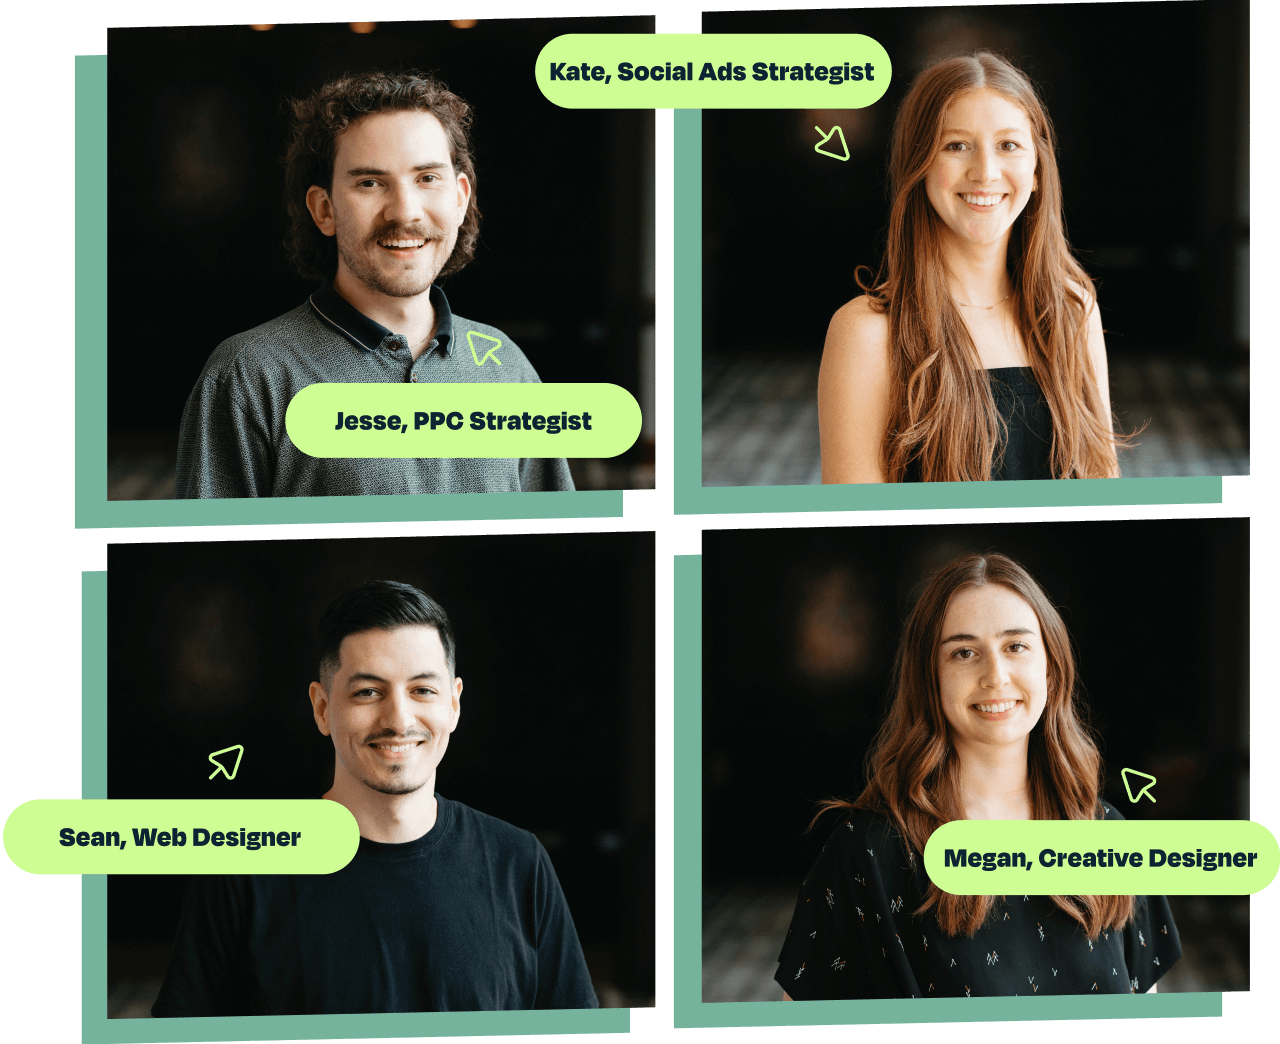 Kate, Social Ads Strategist
Jesse, PPC Strategist
Sean, Web Designer
Megan, Creative Designer